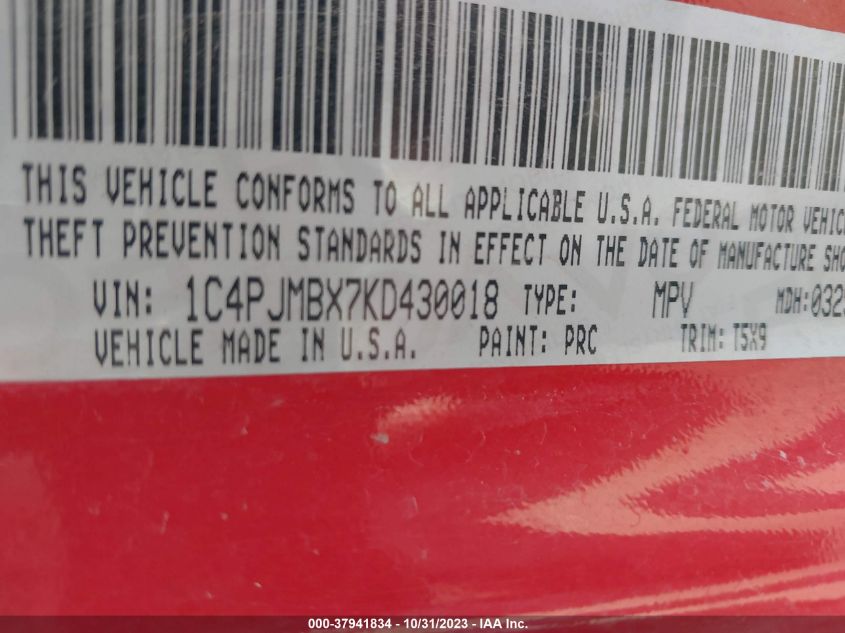 THIS VEHICLE CONFORMS TO ALL APPLICABLE U.S.A. FEDERAL MOTOR VEHIC
THEFT PREVENTION STANDARDS IN EFFECT ON THE DATE OF MANUFACTURE SHO
VIN: 1C4PJMBX7KD430018 TYPE: MPV MDH:032
VEHICLE MADE IN U.S.A. PAINT: PRC TRIM: T5X9
000-37941834 - 10/31/2023 - IAA Inc.